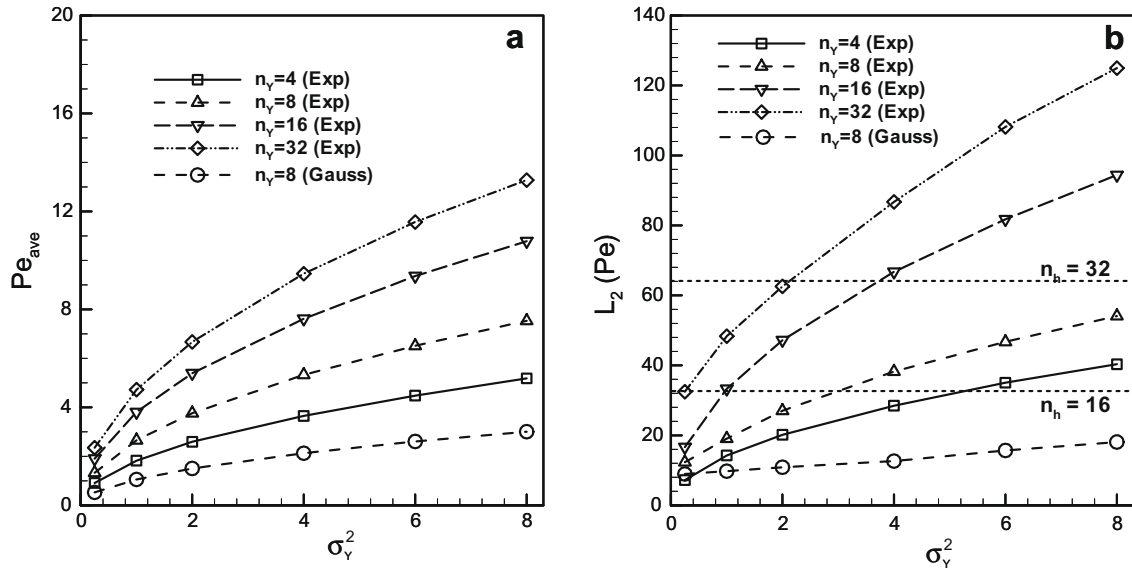 a
n_Y=4 (Exp)
n_Y=8 (Exp)
n_Y=16 (Exp)
n_Y=32 (Exp)
n_Y=8 (Gauss)
20
16
12
8
4
0
Pe_ave
0 2 4 6 8
σ_Y^2
b
n_Y=4 (Exp)
n_Y=8 (Exp)
n_Y=16 (Exp)
n_Y=32 (Exp)
n_Y=8 (Gauss)
140
120
100
80
60
40
20
0
L_2 (Pe)
n_h = 32
n_h = 16
0 2 4 6 8
σ_Y^2